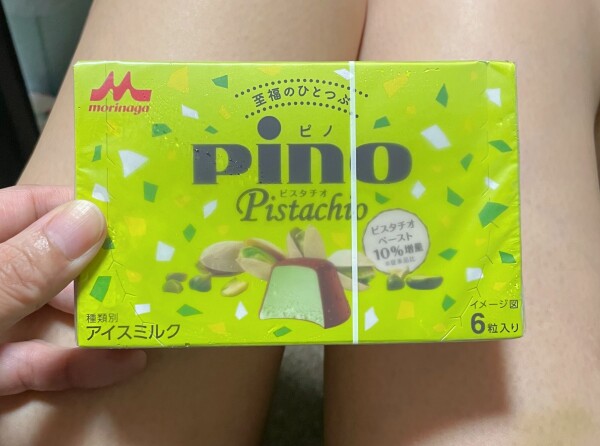 morinaga
至福のひとつぶ
ピノ
pino
ピスタチオ
Pistachio
ピスタチオ
ペースト
10%増量
種類別
アイスミルク
イメージ図
6粒入り